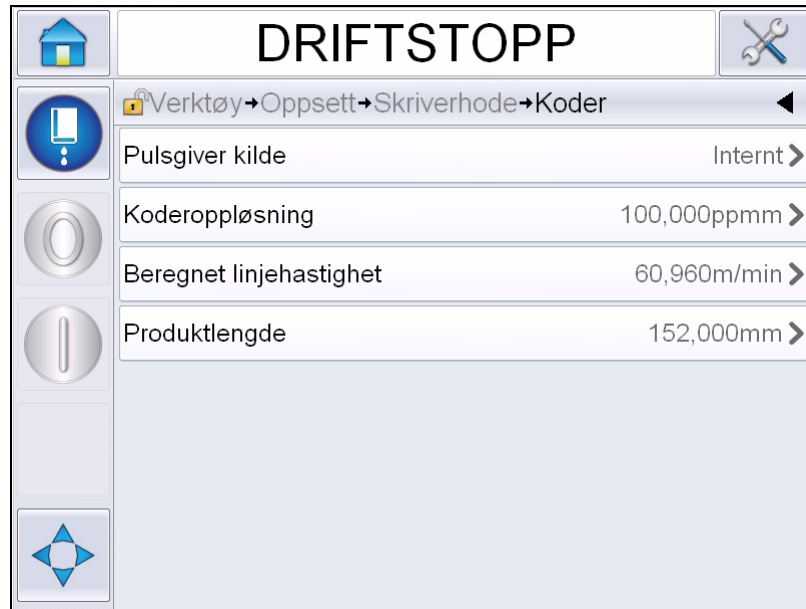 DRIFTSTOPP
Verktøy→Oppsett→Skriverhode→Koder
Pulsgiver kilde Internt
Koderoppløsning 100,000ppmm
Beregnet linjehastighet 60,960m/min
Produktlengde 152,000mm